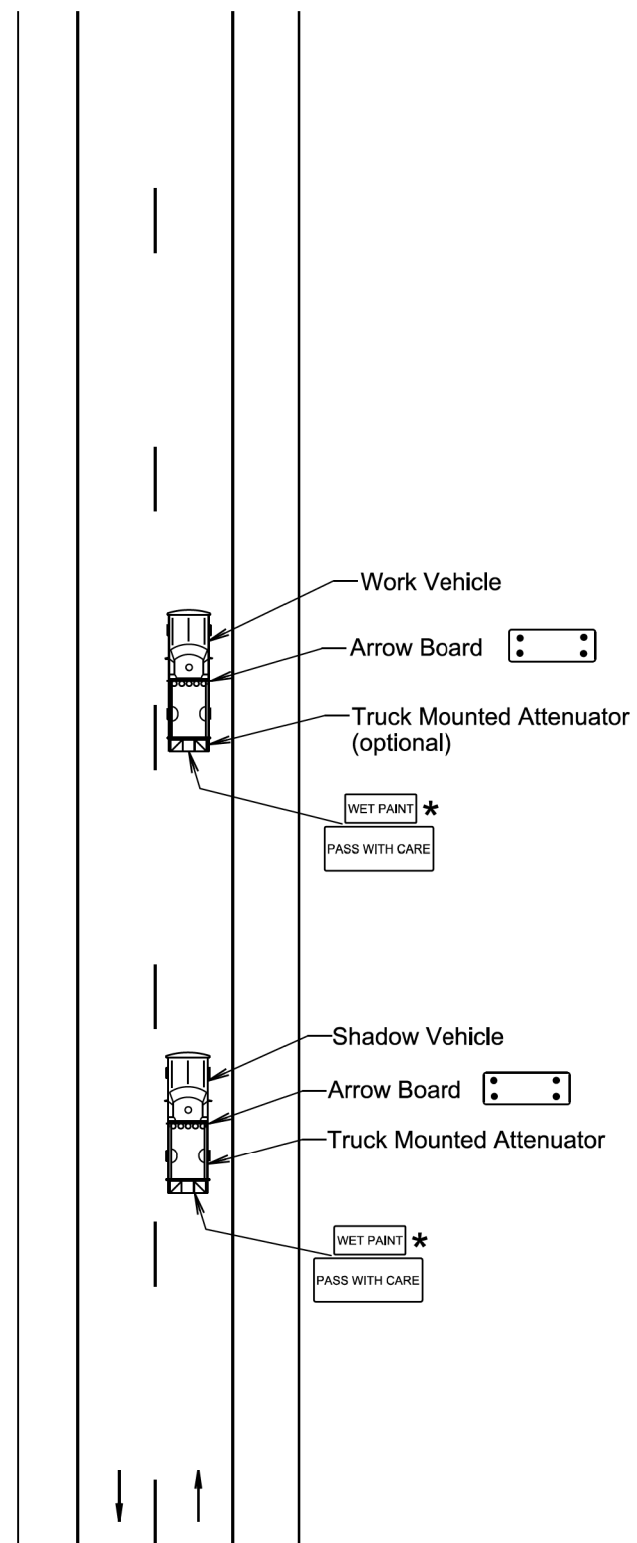 Work Vehicle
Arrow Board
Truck Mounted Attenuator
(optional)
WET PAINT *
PASS WITH CARE
Shadow Vehicle
Arrow Board
Truck Mounted Attenuator
WET PAINT *
PASS WITH CARE